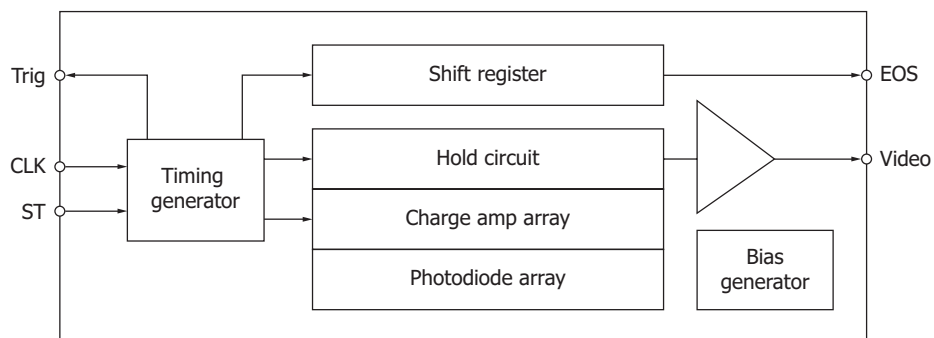 Trig
Shift register
EOS
CLK
Timing
generator
Hold circuit
Video
ST
Charge amp array
Photodiode array
Bias
generator